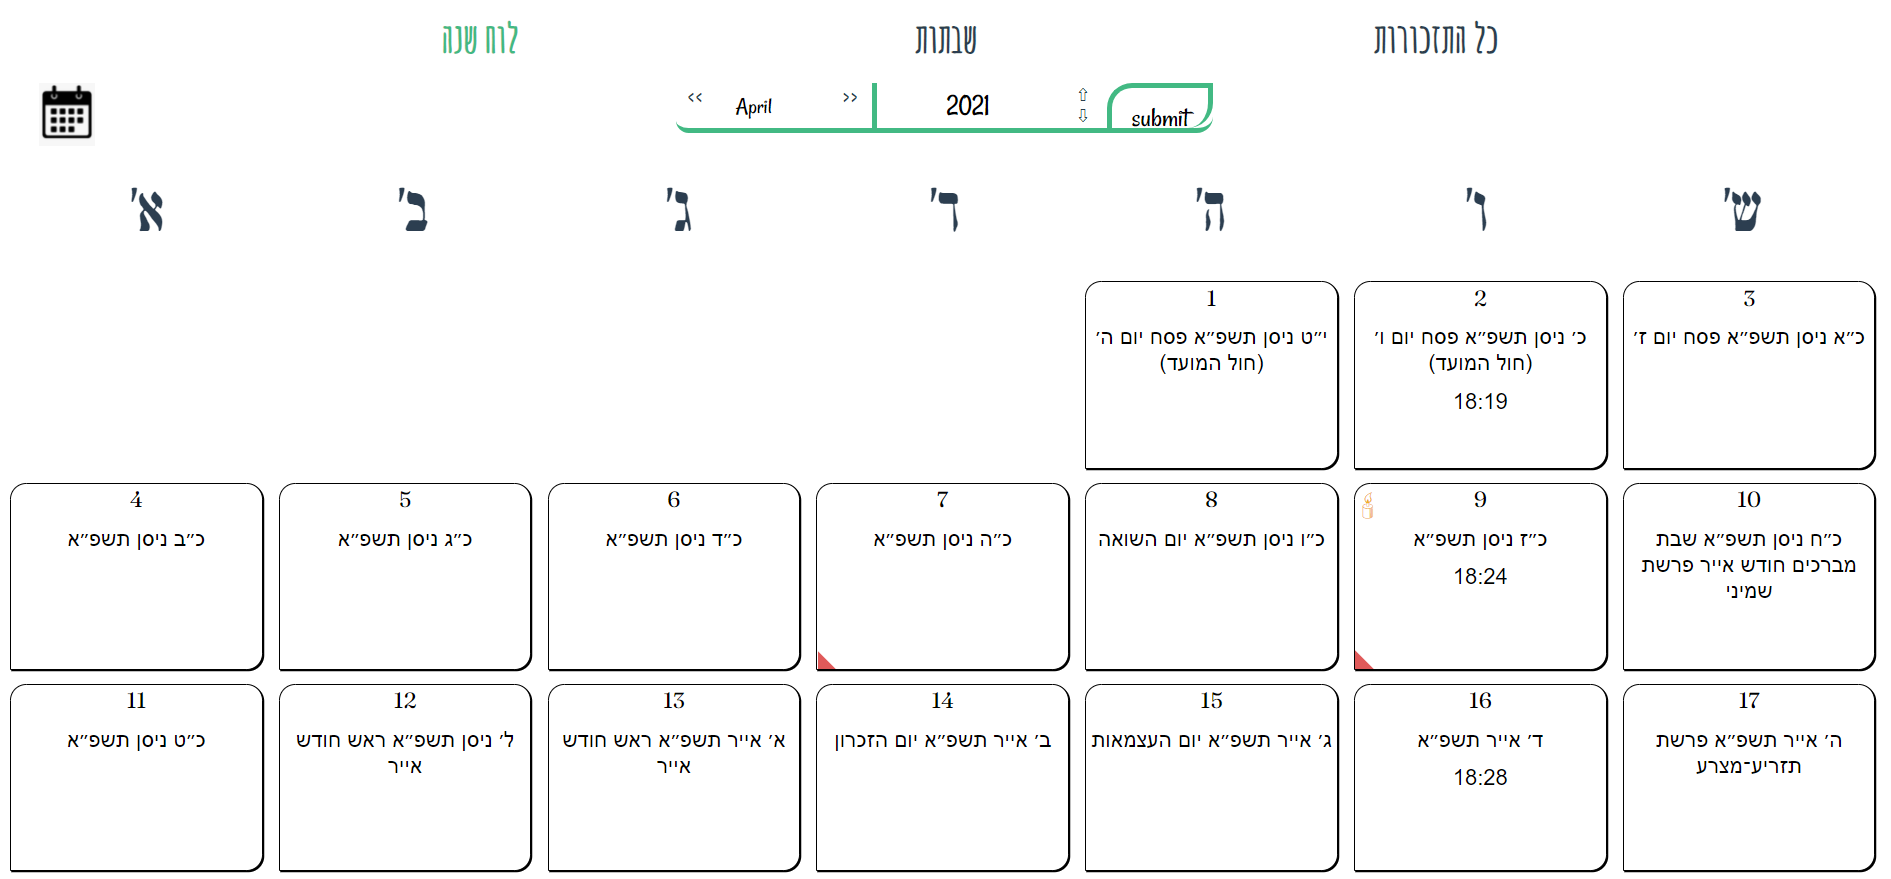 כל התזכורות
שבתות
לוח שנה
<< April >> 2021 ⇧ ⇩ submit
א׳ ב׳ ג׳ ד׳ ה׳ ו׳ ש׳
1
י״ט ניסן תשפ״א פסח יום ה׳
(חול המועד)
2
כ׳ ניסן תשפ״א פסח יום ו׳
(חול המועד)
18:19
3
כ״א ניסן תשפ״א פסח יום ז׳
4
כ״ב ניסן תשפ״א
5
כ״ג ניסן תשפ״א
6
כ״ד ניסן תשפ״א
7
כ״ה ניסן תשפ״א
8
כ״ו ניסן תשפ״א יום השואה
9
כ״ז ניסן תשפ״א
18:24
10
כ״ח ניסן תשפ״א שבת
מברכים חודש אייר פרשת
שמיני
11
כ״ט ניסן תשפ״א
12
ל׳ ניסן תשפ״א ראש חודש
אייר
13
א׳ אייר תשפ״א ראש חודש
אייר
14
ב׳ אייר תשפ״א יום הזכרון
15
ג׳ אייר תשפ״א יום העצמאות
16
ד׳ אייר תשפ״א
18:28
17
ה׳ אייר תשפ״א פרשת
תזריע־מצרע